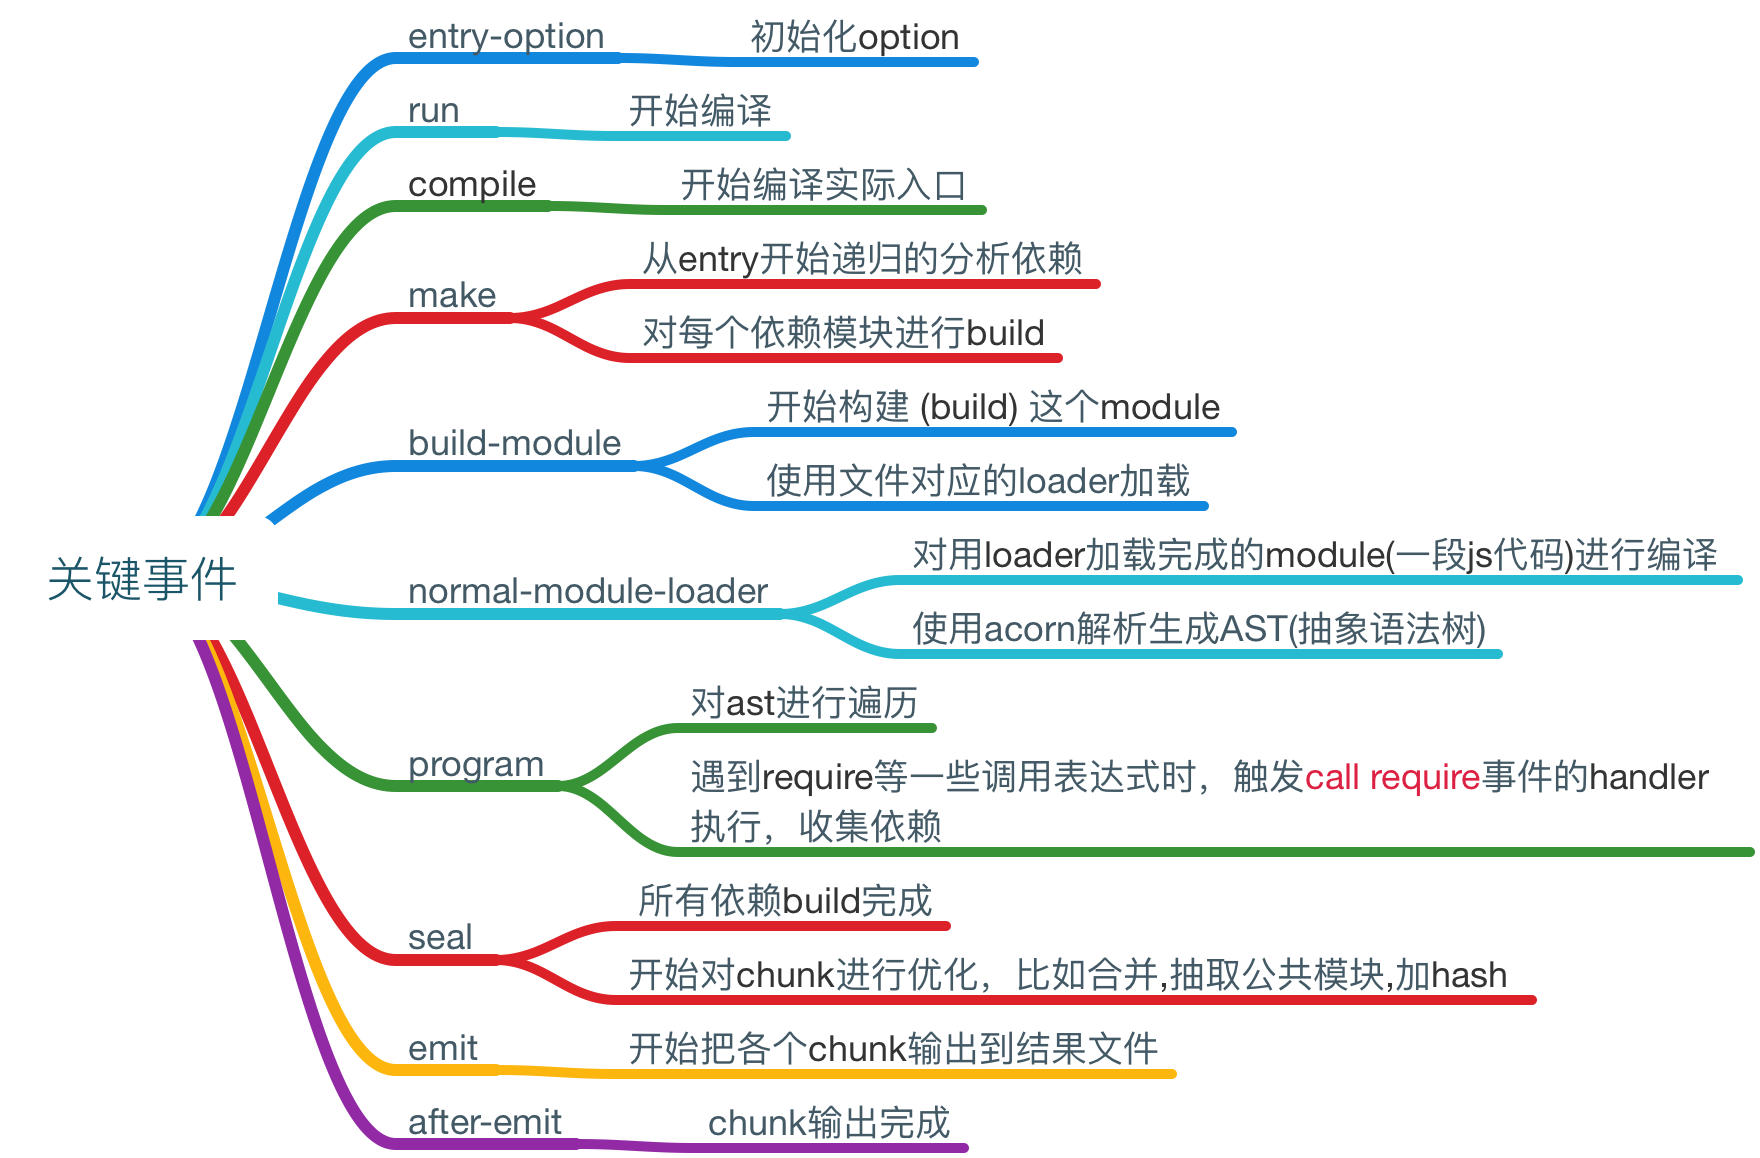 关键事件
entry-option
初始化option
run
开始编译
compile
开始编译实际入口
make
从entry开始递归的分析依赖
对每个依赖模块进行build
build-module
开始构建 (build) 这个module
使用文件对应的loader加载
normal-module-loader
对用loader加载完成的module(一段js代码)进行编译
使用acorn解析生成AST(抽象语法树)
program
对ast进行遍历
遇到require等一些调用表达式时，触发call require事件的handler
执行，收集依赖
seal
所有依赖build完成
开始对chunk进行优化，比如合并,抽取公共模块,加hash
emit
开始把各个chunk输出到结果文件
after-emit
chunk输出完成